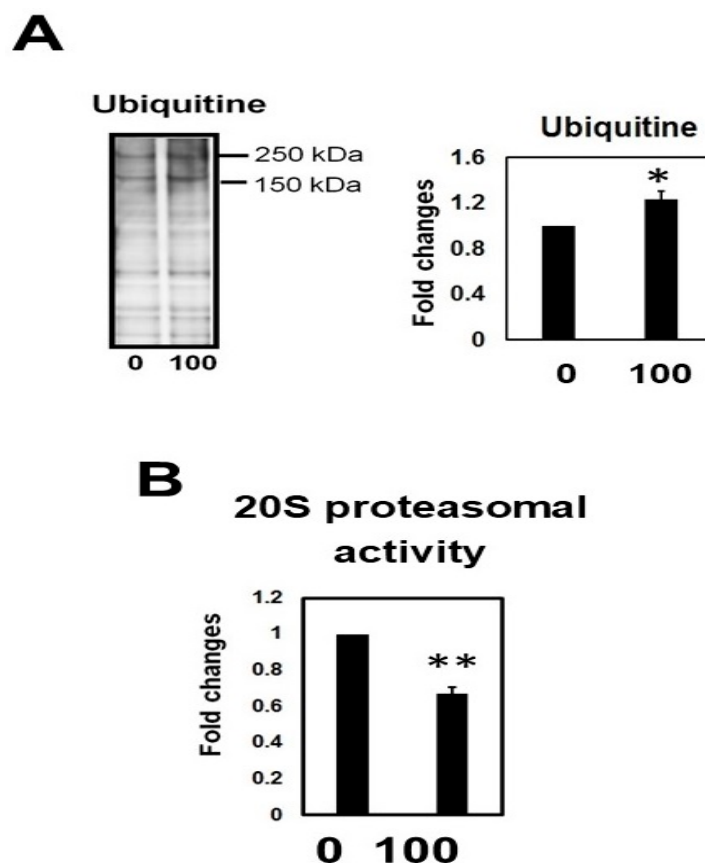 A
Ubiquitine
250 kDa
150 kDa
0 100
Ubiquitine
Fold changes
1.6
*
1.2
0.8
0.4
0
0 100
B
20S proteasomal
activity
Fold changes
1.2
1
0.8
**
0.6
0.4
0.2
0
0 100